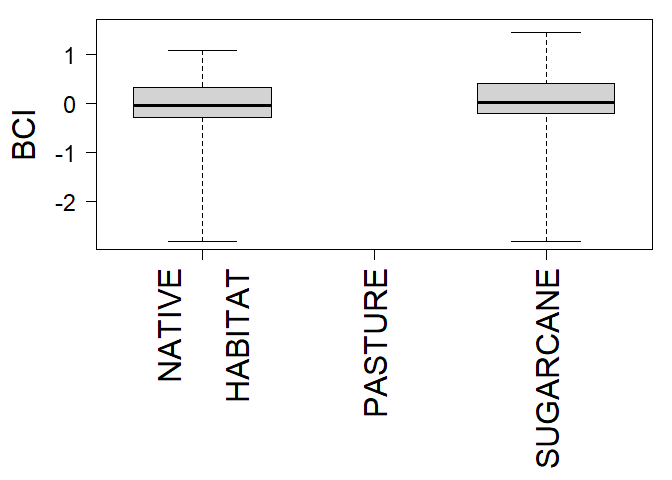 BCI
1
0
-1
-2
NATIVE
HABITAT
PASTURE
SUGARCANE